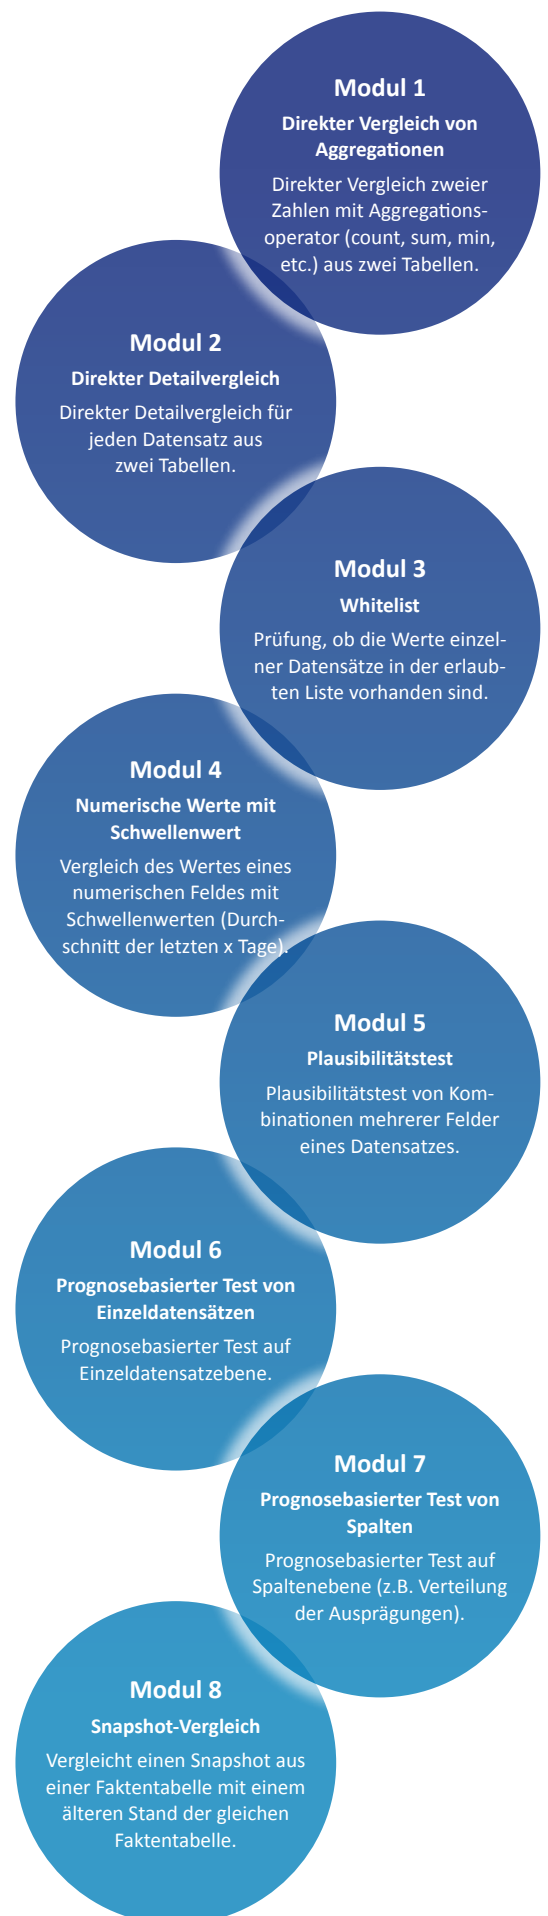 Modul 1
Direkter Vergleich von
Aggregationen
Direkter Vergleich zweier
Zahlen mit Aggregations-
operator (count, sum, min,
etc.) aus zwei Tabellen.
Modul 2
Direkter Detailvergleich
Direkter Detailvergleich für
jeden Datensatz aus
zwei Tabellen.
Modul 3
Whitelist
Prüfung, ob die Werte einzel-
ner Datensätze in der erlaub-
ten Liste vorhanden sind.
Modul 4
Numerische Werte mit
Schwellenwert
Vergleich des Wertes eines
numerischen Feldes mit
Schwellenwerten (Durch-
schnitt der letzten x Tage).
Modul 5
Plausibilitätstest
Plausibilitätstest von Kom-
binationen mehrerer Felder
eines Datensatzes.
Modul 6
Prognosebasierter Test von
Einzeldatensätzen
Prognosebasierter Test auf
Einzeldatensatzebene.
Modul 7
Prognosebasierter Test von
Spalten
Prognosebasierter Test auf
Spaltenebene (z.B. Verteilung
der Ausprägungen).
Modul 8
Snapshot-Vergleich
Vergleicht einen Snapshot aus
einer Faktentabelle mit einem
älteren Stand der gleichen
Faktentabelle.